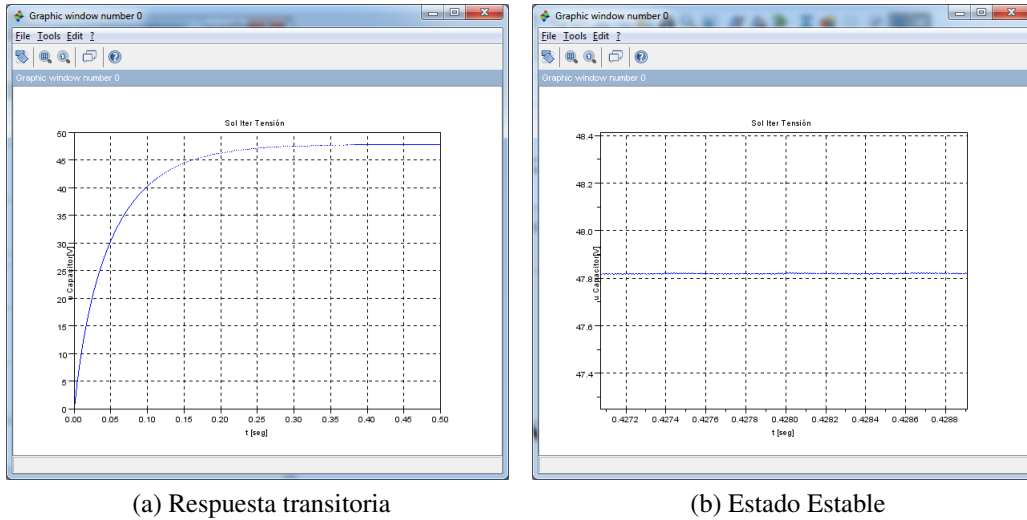 Graphic window number 0
File Tools Edit ?
Graphic window number 0
Sol Iter Tensión
50
45
40
35
30
25
20
15
10
5
0
u Capacitor[V]
0.00 0.05 0.10 0.15 0.20 0.25 0.30 0.35 0.40 0.45 0.50
t [seg]
(a) Respuesta transitoria
Graphic window number 0
File Tools Edit ?
Graphic window number 0
Sol Iter Tensión
48.4
48.2
48.0
47.8
47.6
47.4
u Capacitor[V]
0.4272 0.4274 0.4276 0.4278 0.4280 0.4282 0.4284 0.4286 0.4288
t [seg]
(b) Estado Estable